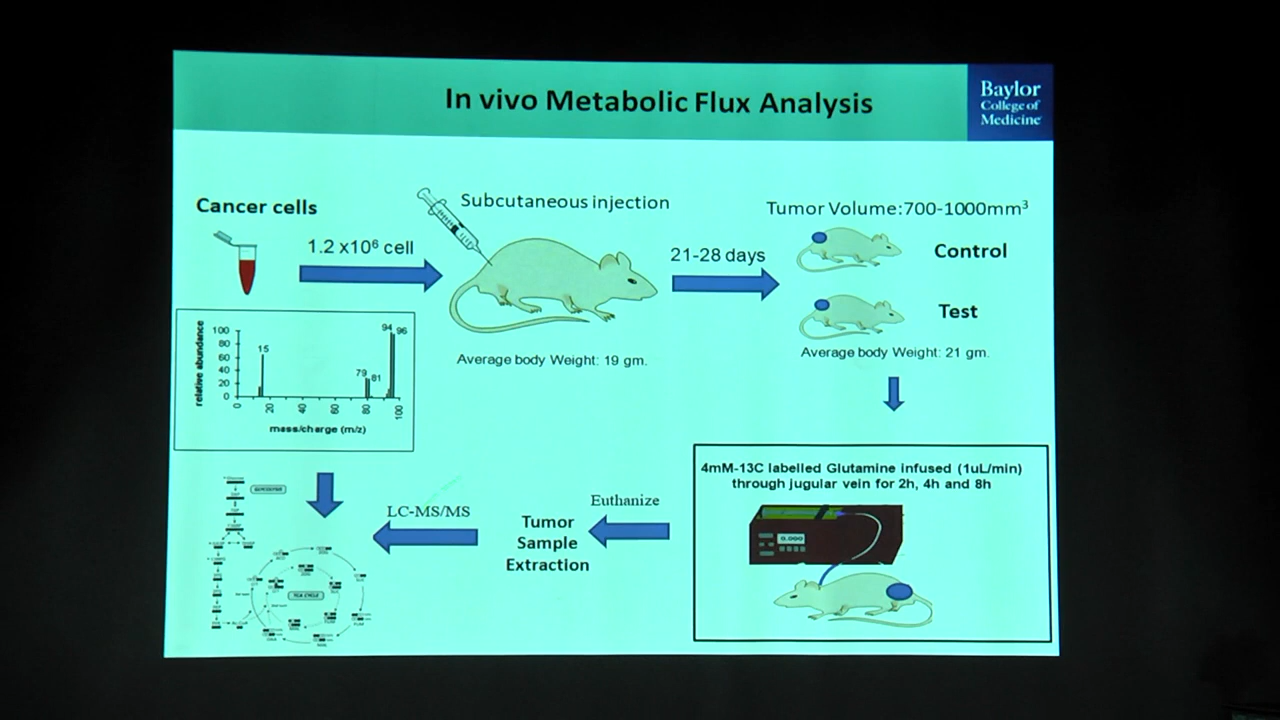 In vivo Metabolic Flux Analysis
Baylor
College of
Medicine
Cancer cells
1.2 x10⁶ cell
Subcutaneous injection
21-28 days
Tumor Volume:700-1000mm³
Control
Test
Average body Weight: 19 gm.
Average body Weight: 21 gm.
relative abundance
100
80
60
40
20
0
15
79
81
94
96
0
20
40
60
80
100
mass/charge (m/z)
4mM-13C labelled Glutamine infused (1uL/min)
through jugular vein for 2h, 4h and 8h
Euthanize
Tumor
Sample
Extraction
LC-MS/MS
GLYCOLYSIS
TCA CYCLE